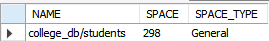 NAME SPACE SPACE_TYPE
college_db/students 298 General